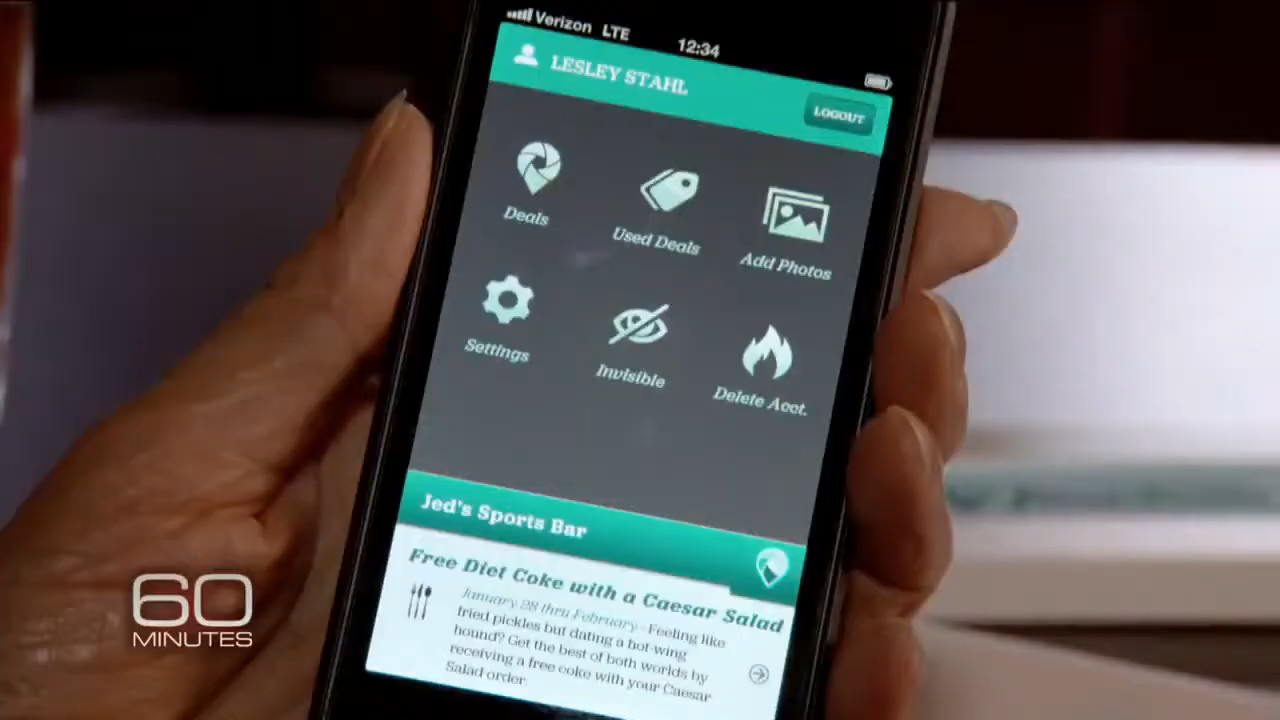 Verizon LTE 12:34
LESLEY STAHL
LOGOUT
Deals
Used Deals
Add Photos
Settings
Invisible
Delete Acct.
Jed's Sports Bar
Free Diet Coke with a Caesar Salad
January 28 thru February - Feeling like
fried pickles but dating a hot-wing
hound? Get the best of both worlds by
receiving a free coke with your Caesar
Salad order.
60
MINUTES